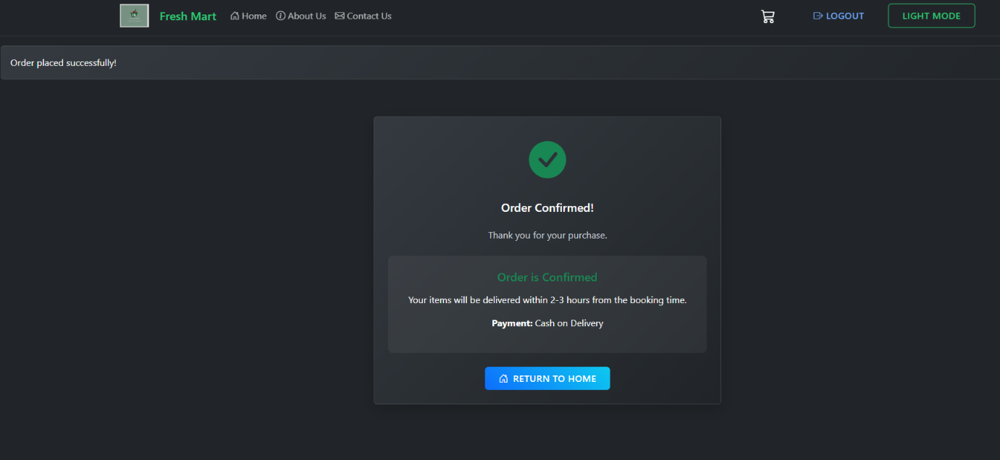 Fresh Mart Home About Us Contact Us LOGOUT LIGHT MODE
Order placed successfully!
Order Confirmed!
Thank you for your purchase.
Order is Confirmed
Your items will be delivered within 2-3 hours from the booking time.
Payment: Cash on Delivery
RETURN TO HOME